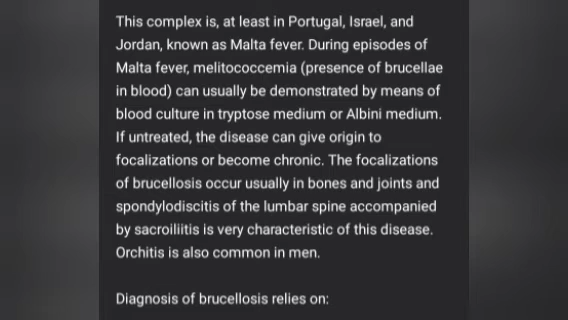 This complex is, at least in Portugal, Israel, and
Jordan, known as Malta fever. During episodes of
Malta fever, melitococcemia (presence of brucellae
in blood) can usually be demonstrated by means of
blood culture in tryptose medium or Albini medium.
If untreated, the disease can give origin to
focalizations or become chronic. The focalizations
of brucellosis occur usually in bones and joints and
spondylodiscitis of the lumbar spine accompanied
by sacroiliitis is very characteristic of this disease.
Orchitis is also common in men.
Diagnosis of brucellosis relies on: